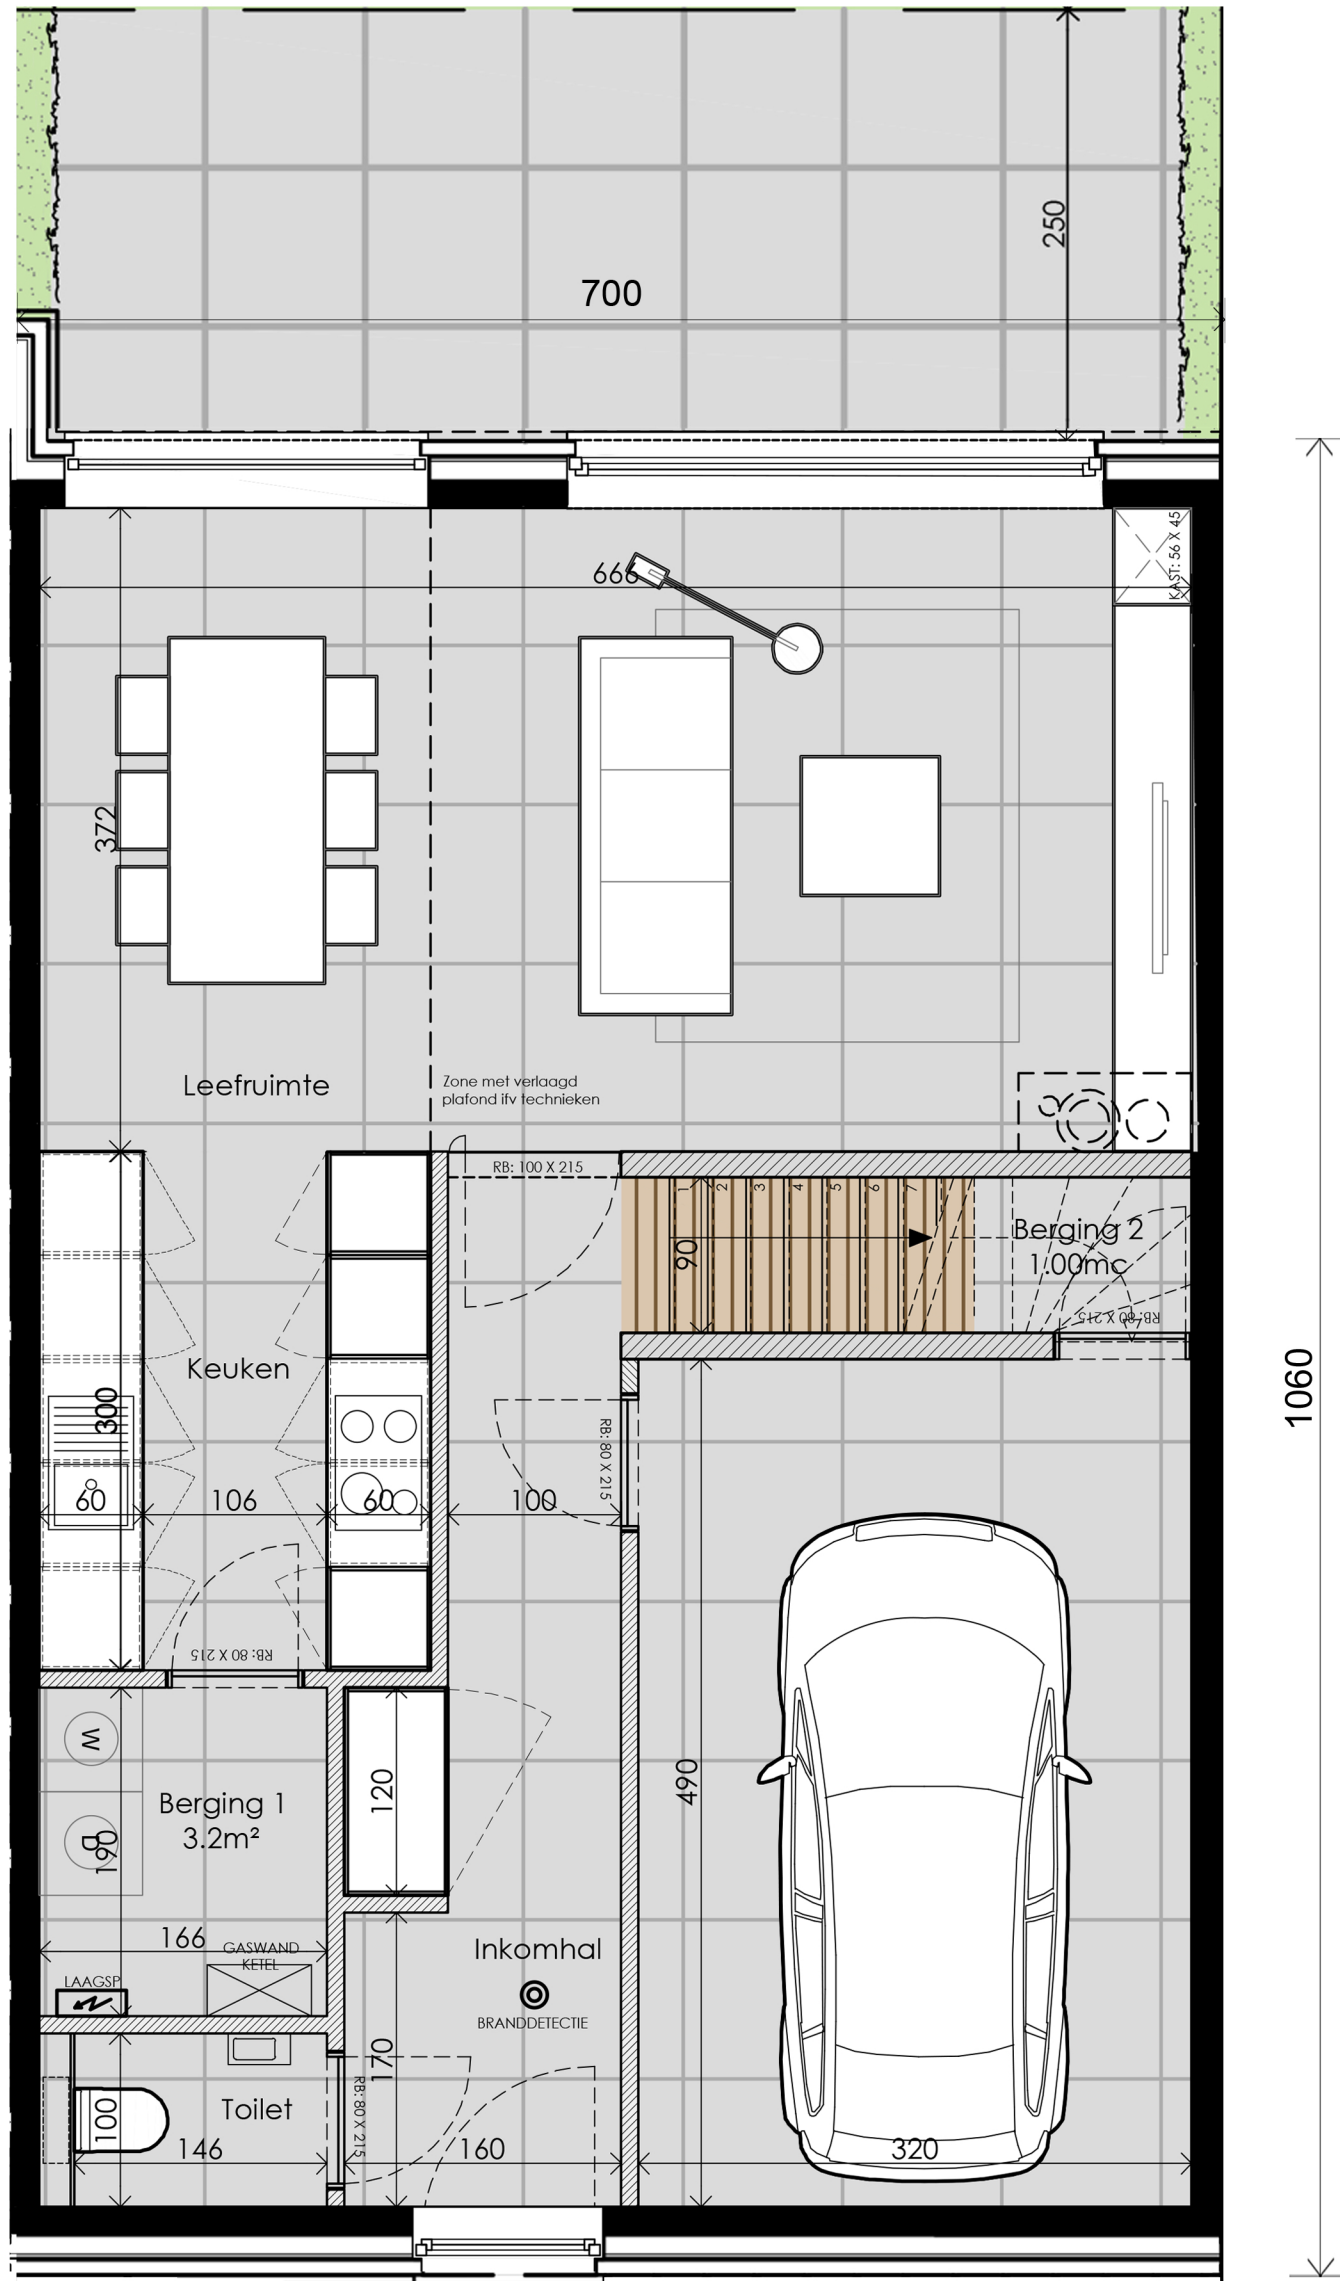 250
700
666
KAST: 56 X 45
372
Leefruimte
Zone met verlaagd
plafond ifv technieken
RB: 100 X 215
1
2
3
4
5
6
7
90
Berging 2
1.00mc
RB: 80 X 215
Keuken
300
1060
RB: 80 X 215
60
106
60
100
RB: 80 X 215
W
120
490
Berging 1
3.2m²
D
190
166
GASWAND
KETEL
Inkomhal
LAAGSP
BRANDDETECTIE
170
Toilet
100
RB: 80 X 215
146
160
320